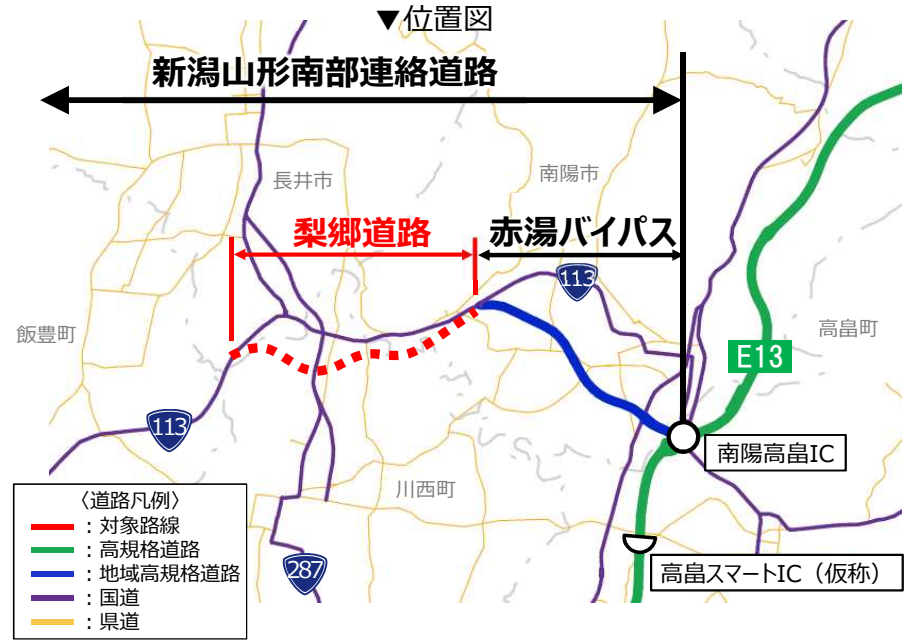 ▼位置図
新潟山形南部連絡道路
長井市
南陽市
梨郷道路
赤湯バイパス
113
飯豊町
高畠町
E13
113
南陽高畠IC
川西町
〈道路凡例〉
：対象路線
：高規格道路
：地域高規格道路
：国道
：県道
287
高畠スマートIC（仮称）